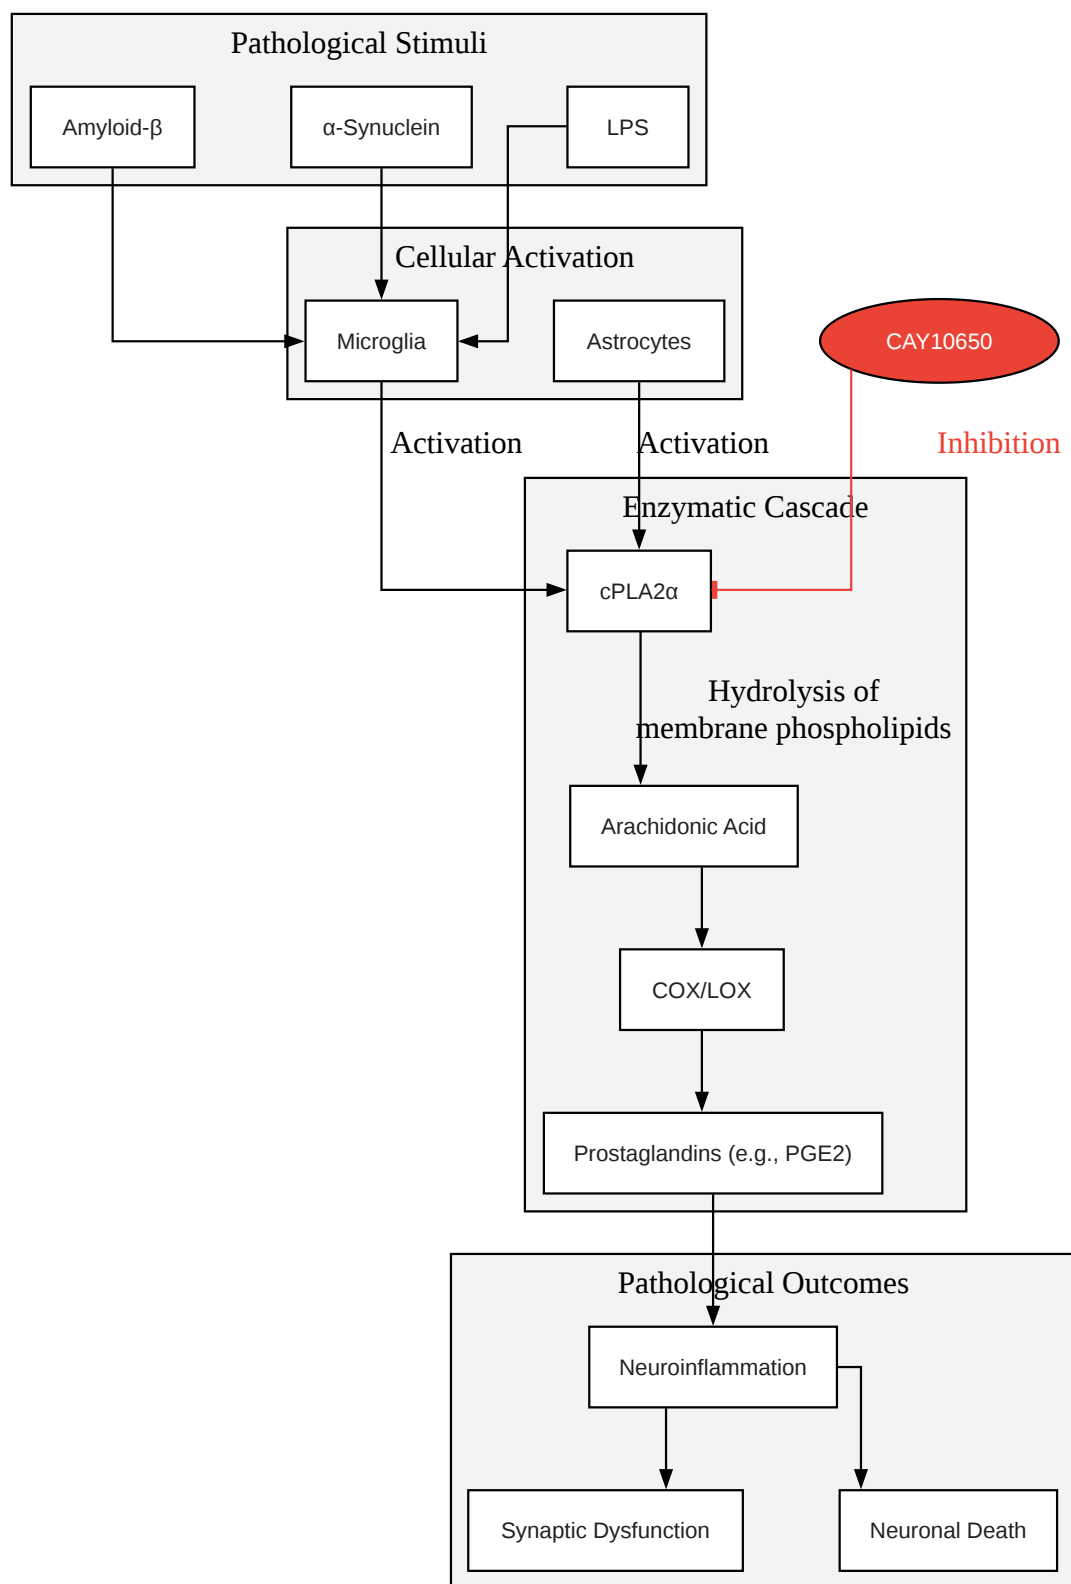 Pathological Stimuli
Amyloid-β
α-Synuclein
LPS
Cellular Activation
Microglia
Astrocytes
CAY10650
Activation
Activation
Inhibition
Enzymatic Cascade
cPLA2α
Hydrolysis of
membrane phospholipids
Arachidonic Acid
COX/LOX
Prostaglandins (e.g., PGE2)
Pathological Outcomes
Neuroinflammation
Synaptic Dysfunction
Neuronal Death